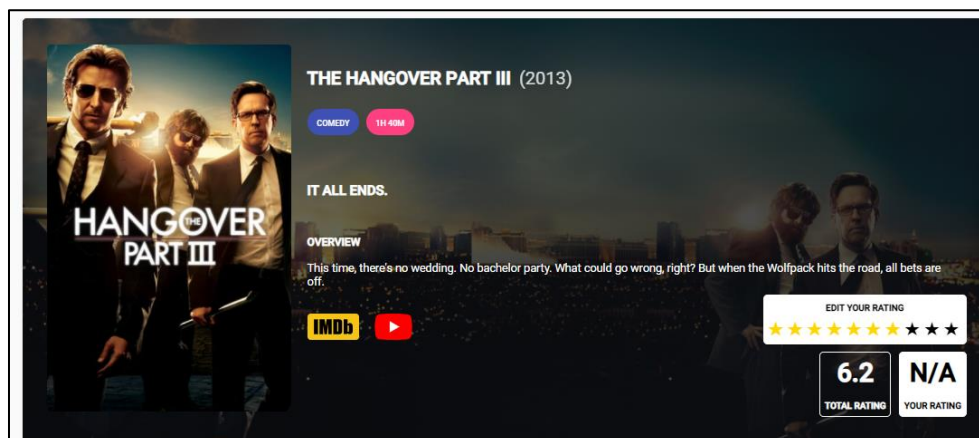 THE HANGOVER PART III (2013)
COMEDY 1H 40M
IT ALL ENDS.
THE
HANGOVER
PART III
OVERVIEW
This time, there's no wedding. No bachelor party. What could go wrong, right? But when the Wolfpack hits the road, all bets are
off.
IMDb
EDIT YOUR RATING
6.2 N/A
TOTAL RATING YOUR RATING